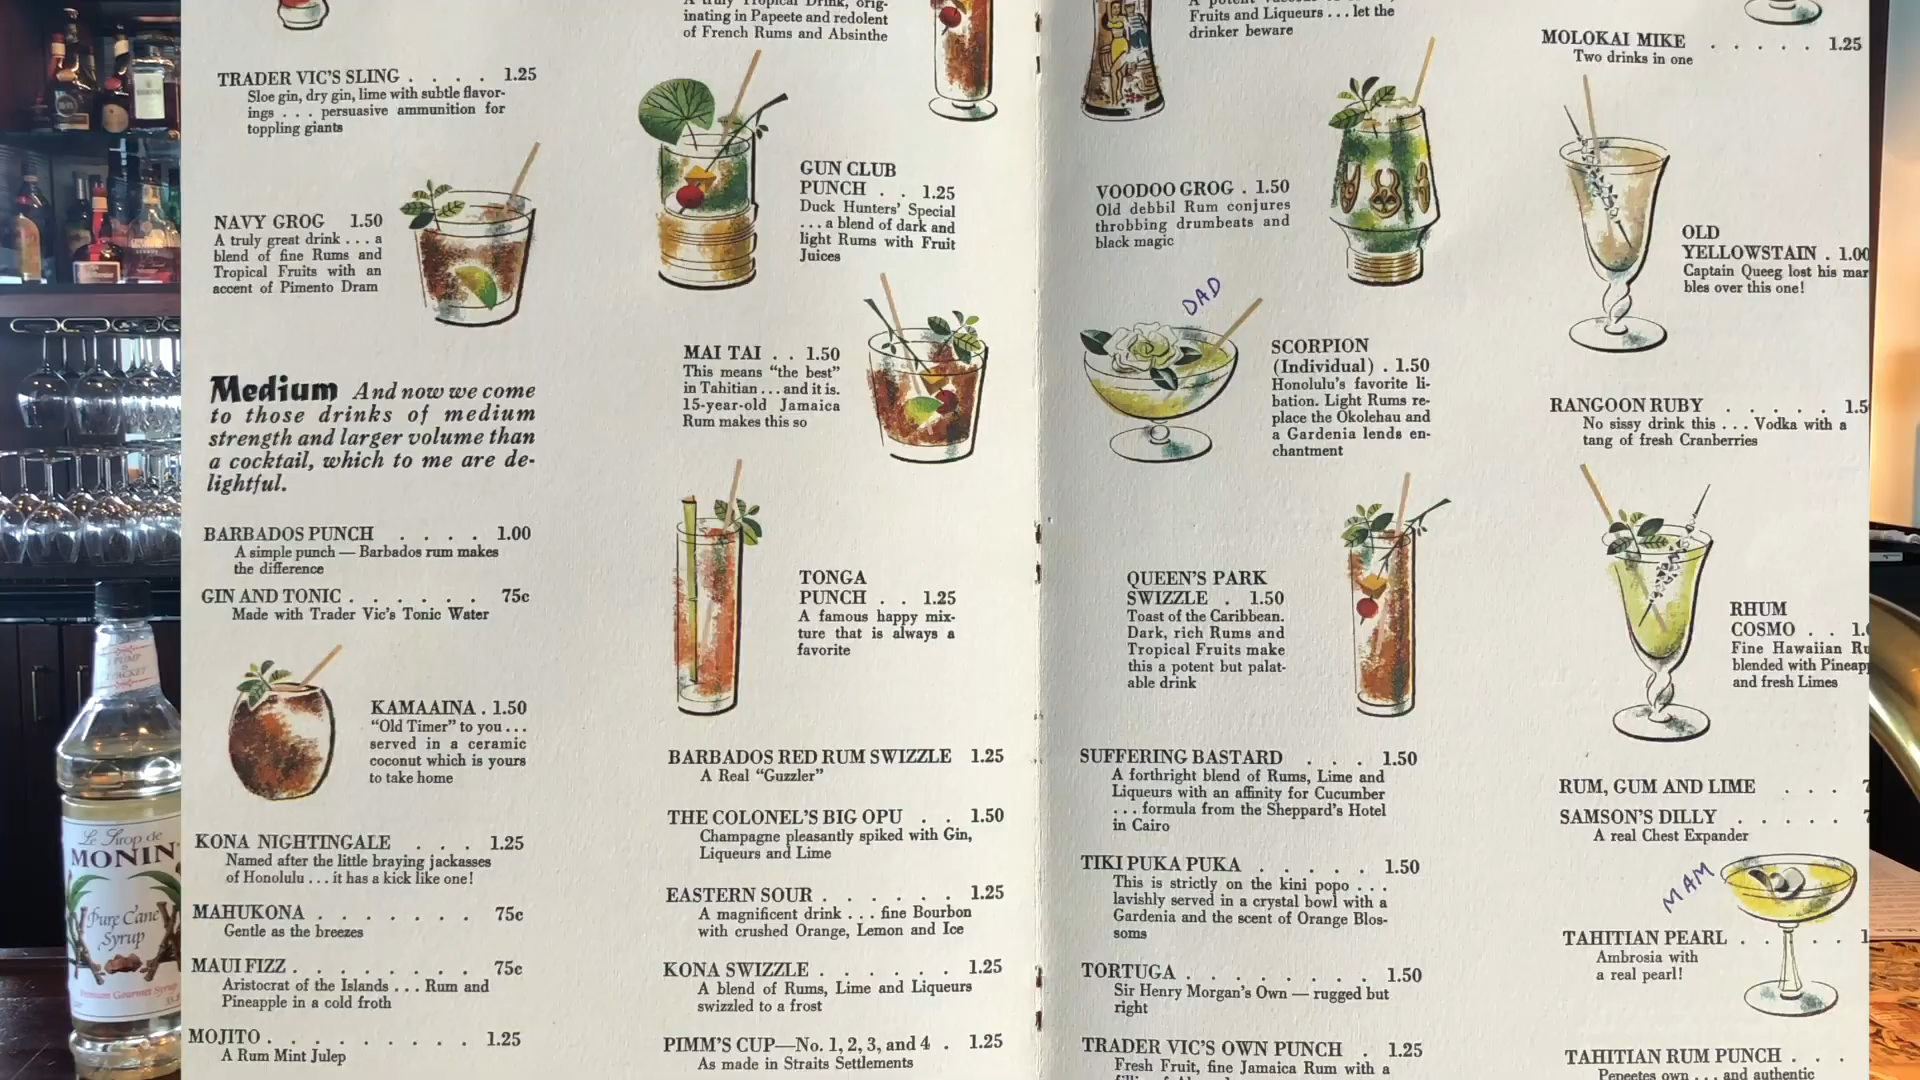 TRADER VIC'S SLING . . . . 1.25
Sloe gin, dry gin, lime with subtle flavor-
ings . . . persuasive ammunition for
toppling giants
NAVY GROG 1.50
A truly great drink . . . a
blend of fine Rums and
Tropical Fruits with an
accent of Pimento Dram
Medium And now we come
to those drinks of medium
strength and larger volume than
a cocktail, which to me are de-
lightful.
BARBADOS PUNCH . . . . 1.00
A simple punch — Barbados rum makes
the difference
GIN AND TONIC . . . . . . 75c
Made with Trader Vic's Tonic Water
KAMAAINA . 1.50
"Old Timer" to you . . .
served in a ceramic
coconut which is yours
to take home
KONA NIGHTINGALE . . . 1.25
Named after the little braying jackasses
of Honolulu . . . it has a kick like one!
MAHUKONA . . . . . . . 75c
Gentle as the breezes
MAUI FIZZ . . . . . . . . 75c
Aristocrat of the Islands . . . Rum and
Pineapple in a cold froth
MOJITO . . . . . . . . . 1.25
A Rum Mint Julep
A truly Tropical Drink, orig-
inating in Papeete and redolent
of French Rums and Absinthe
GUN CLUB
PUNCH . . 1.25
Duck Hunters' Special
. . . a blend of dark and
light Rums with Fruit
Juices
MAI TAI . . 1.50
This means "the best"
in Tahitian . . . and it is.
15-year-old Jamaica
Rum makes this so
TONGA
PUNCH . . 1.25
A famous happy mix-
ture that is always a
favorite
BARBADOS RED RUM SWIZZLE 1.25
A Real "Guzzler"
THE COLONEL'S BIG OPU . . 1.50
Champagne pleasantly spiked with Gin,
Liqueurs and Lime
EASTERN SOUR . . . . . . 1.25
A magnificent drink . . . fine Bourbon
with crushed Orange, Lemon and Ice
KONA SWIZZLE . . . . . . 1.25
A blend of Rums, Lime and Liqueurs
swizzled to a frost
PIMM'S CUP—No. 1, 2, 3, and 4 . 1.25
As made in Straits Settlements
Fruits and Liqueurs . . . let the
drinker beware
VOODOO GROG . 1.50
Old debbil Rum conjures
throbbing drumbeats and
black magic
DAD
SCORPION
(Individual) . 1.50
Honolulu's favorite li-
bation. Light Rums re-
place the Okolehau and
a Gardenia lends en-
chantment
QUEEN'S PARK
SWIZZLE . 1.50
Toast of the Caribbean.
Dark, rich Rums and
Tropical Fruits make
this a potent but palat-
able drink
SUFFERING BASTARD . . . 1.50
A forthright blend of Rums, Lime and
Liqueurs with an affinity for Cucumber
. . . formula from the Sheppard's Hotel
in Cairo
TIKI PUKA PUKA . . . . . 1.50
This is strictly on the kini popo . . .
lavishly served in a crystal bowl with a
Gardenia and the scent of Orange Blos-
soms
TORTUGA . . . . . . . . 1.50
Sir Henry Morgan's Own — rugged but
right
TRADER VIC'S OWN PUNCH . 1.25
Fresh Fruit, fine Jamaica Rum with a
MOLOKAI MIKE . . . . . 1.25
Two drinks in one
OLD
YELLOWSTAIN . 1.00
Captain Queeg lost his mar
bles over this one!
RANGOON RUBY . . . . . 1.5
No sissy drink this . . . Vodka with a
tang of fresh Cranberries
RHUM
COSMO . . 1.
Fine Hawaiian Ru
blended with Pineap
and fresh Limes
RUM, GUM AND LIME . . . 7
SAMSON'S DILLY . . . . . 7
A real Chest Expander
MAM
TAHITIAN PEARL . . . . . 1
Ambrosia with
a real pearl!
TAHITIAN RUM PUNCH . . .
Pepeetes own . . . and authentic
Le Sirop de
MONIN
Pure Cane
Syrup
Premium Gourmet Syrup